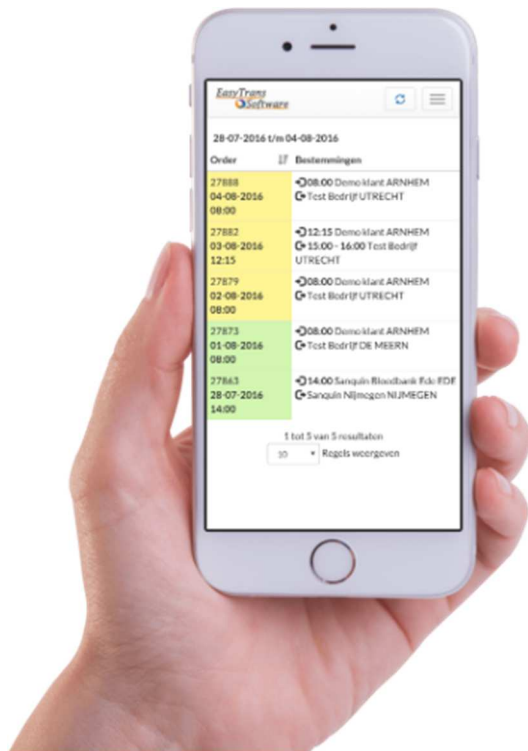 EasyTrans
Software
28-07-2016 t/m 04-08-2016
Order Bestemmingen
27888 08:00 Demo klant ARNHEM
04-08-2016 Test Bedrijf UTRECHT
08:00
27882 12:15 Demo klant ARNHEM
03-08-2016 15:00 - 16:00 Test Bedrijf
12:15 UTRECHT
27879 08:00 Demo klant ARNHEM
02-08-2016 Test Bedrijf UTRECHT
08:00
27873 08:00 Demo klant ARNHEM
01-08-2016 Test Bedrijf DE MEERN
08:00
27863 14:00 Sanquin Bloedbank Ede EDE
28-07-2016 Sanquin Nijmegen NIJMEGEN
14:00
1 tot 5 van 5 resultaten
10 Regels weergeven